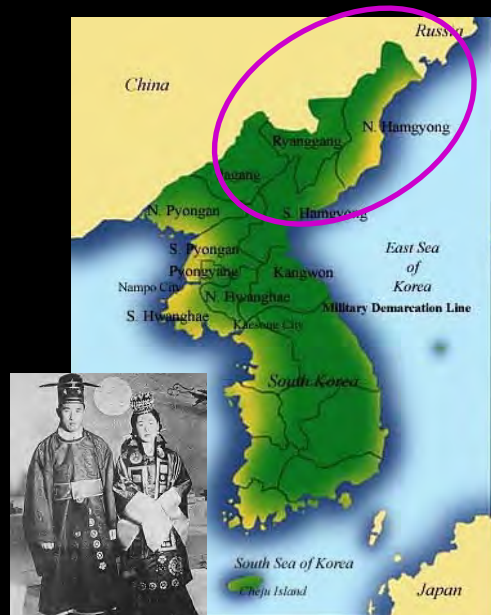 Russia
China
N. Hamgyong
Ryanggang
Jagang
N. Pyongan
S. Hamgyong
S. Pyongan
Pyongyang
Kangwon
East Sea
of
Korea
Nampo City
N. Hwanghae
Military Demarcation Line
S. Hwanghae
Kaesong City
South Korea
South Sea of Korea
Cheju Island
Japan